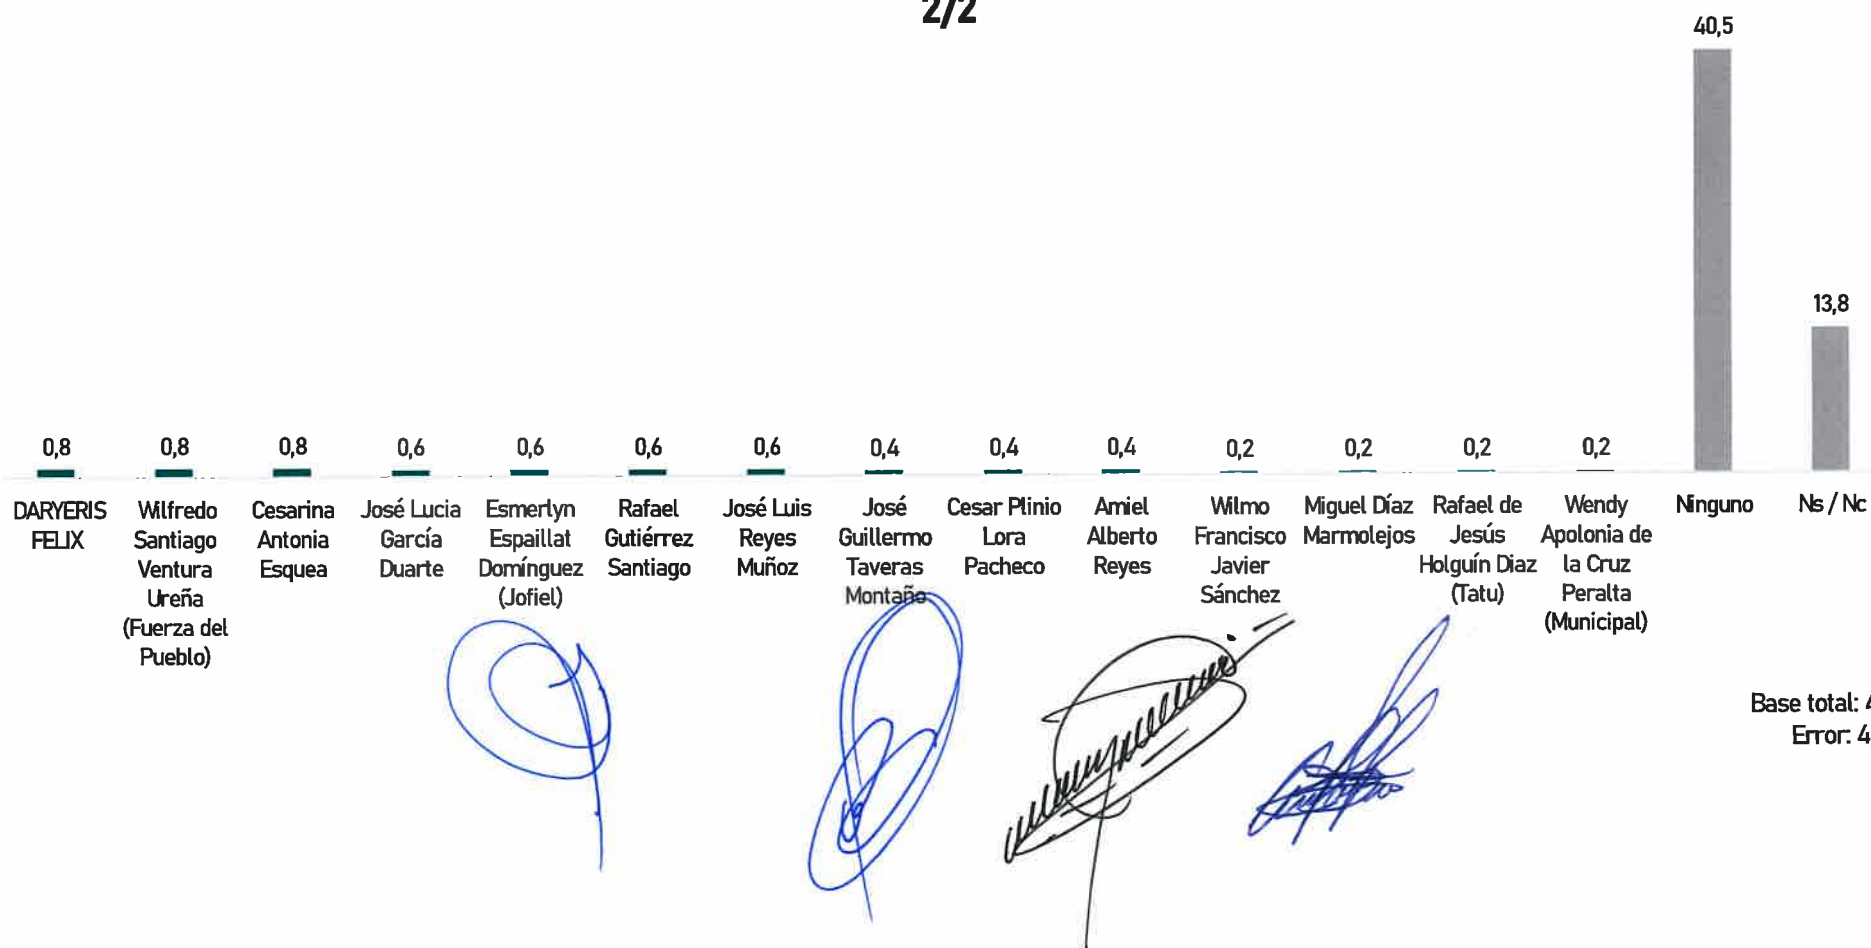 2/2
40,5
13,8
0,8 0,8 0,8 0,6 0,6 0,6 0,6 0,4 0,4 0,4 0,2 0,2 0,2 0,2
DARYERIS
FELIX
Wilfredo
Santiago
Ventura
Ureña
(Fuerza del
Pueblo)
Cesarina
Antonia
Esquea
José Lucia
García
Duarte
Esmerlyn
Espaillat
Domínguez
(Jofiel)
Rafael
Gutiérrez
Santiago
José Luis
Reyes
Muñoz
José
Guillermo
Taveras
Montaño
Cesar Plinio
Lora
Pacheco
Amiel
Alberto
Reyes
Wilmo
Francisco
Javier
Sánchez
Miguel Díaz
Marmolejos
Rafael de
Jesús
Holguín Diaz
(Tatu)
Wendy
Apolonia de
la Cruz
Peralta
(Municipal)
Ninguno
Ns / Nc
Base total: 4
Error: 4